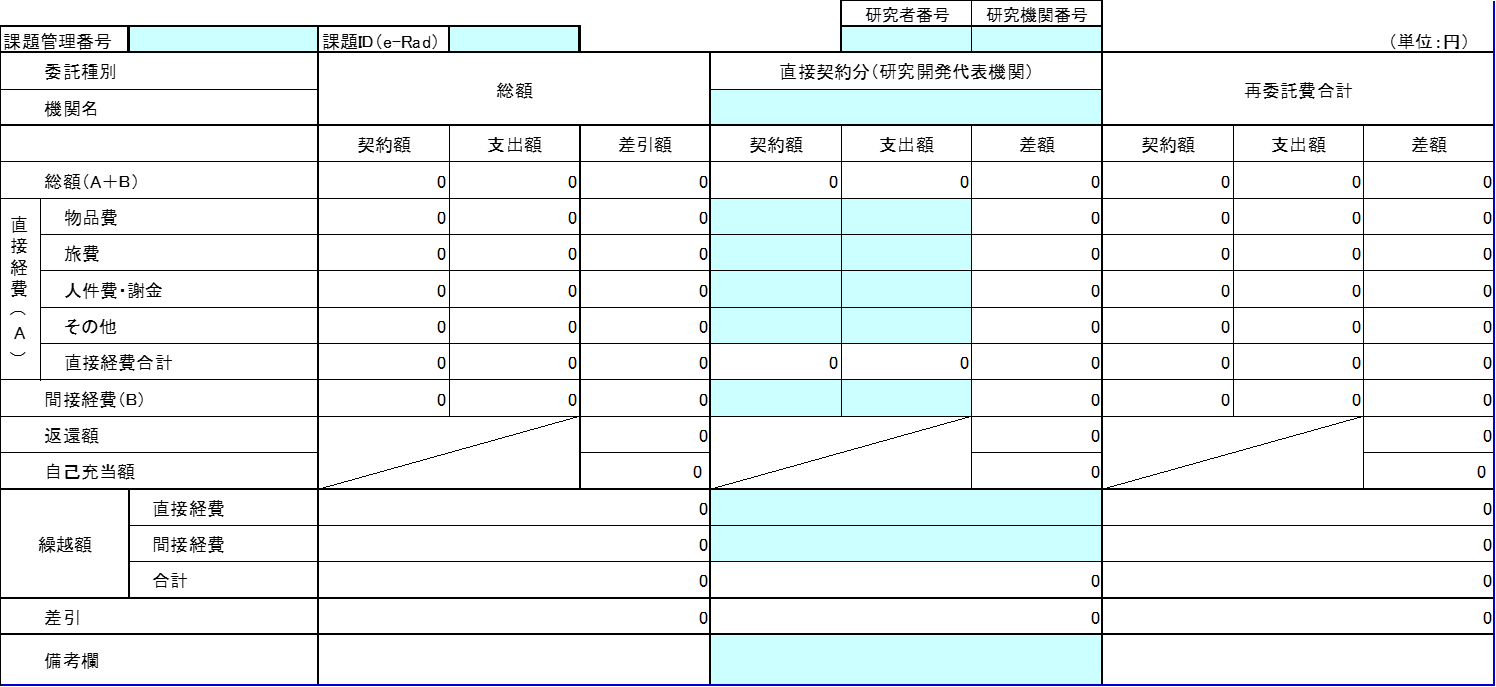 研究者番号 研究機関番号
課題管理番号 課題ID(e-Rad) (単位:円)
委託種別 総額 直接契約分(研究開発代表機関) 再委託費合計
機関名
契約額 支出額 差引額 契約額 支出額 差額 契約額 支出額 差額
総額(A+B) 0 0 0 0 0 0 0 0 0
直接経費(A)
物品費 0 0 0 0 0 0 0
旅費 0 0 0 0 0 0 0
人件費・謝金 0 0 0 0 0 0 0
その他 0 0 0 0 0 0 0
直接経費合計 0 0 0 0 0 0 0 0 0
間接経費(B) 0 0 0 0 0 0 0
返還額 0 0 0
自己充当額 0 0 0
繰越額
直接経費 0 0
間接経費 0 0
合計 0 0 0
差引 0 0 0
備考欄